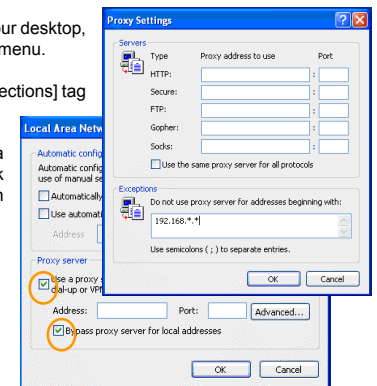 ur desktop,
menu.
ections] tag
a
k
n
Proxy Settings
Servers
Type Proxy address to use Port
HTTP: :
Secure: :
FTP: :
Gopher: :
Socks: :
Use the same proxy server for all protocols
Exceptions
Do not use proxy server for addresses beginning with:
192.168.*.*
Use semicolons ( ; ) to separate entries.
OK Cancel
Local Area Netw
Automatic config
Automatic config
use of manual se
Automatically
Use automati
Address
Proxy server
Use a proxy s
dial-up or VPN
Address: Port: Advanced...
Bypass proxy server for local addresses
OK Cancel